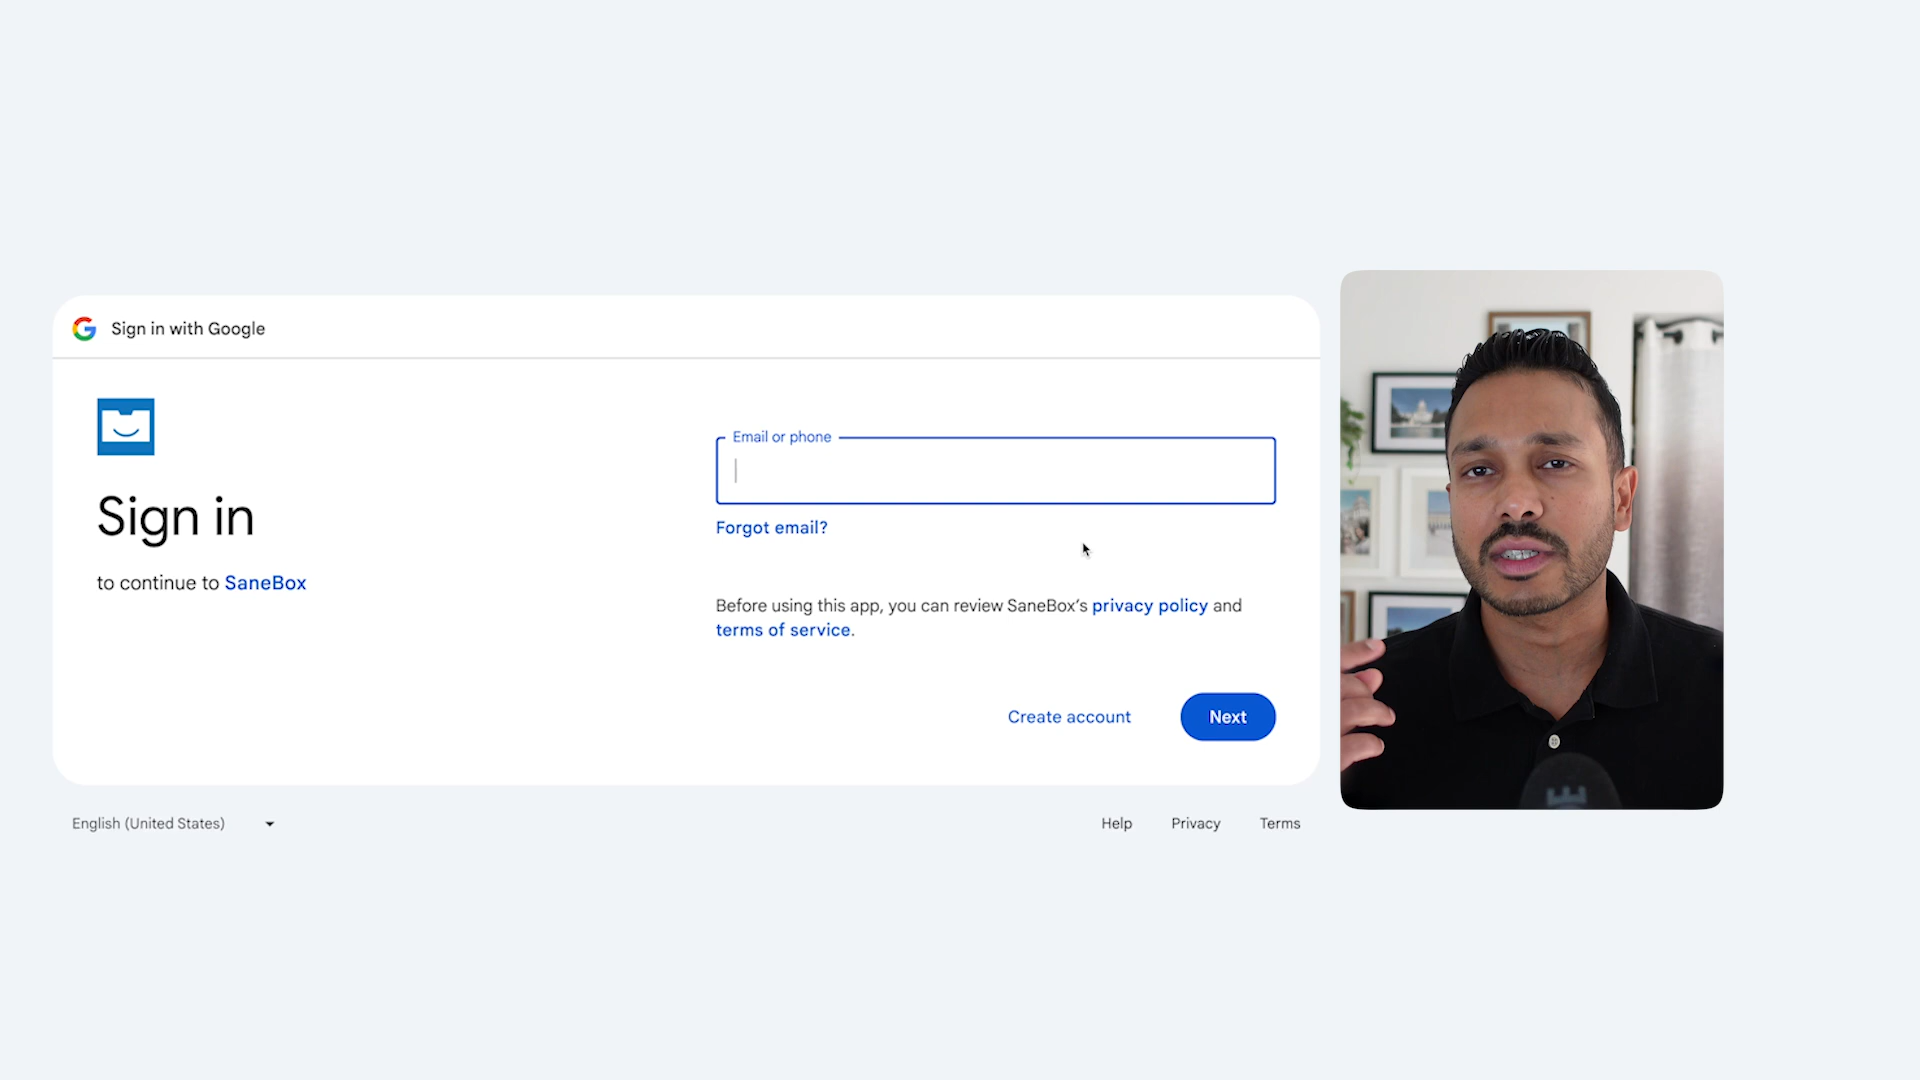 Sign in with Google
Sign in
to continue to SaneBox
Email or phone
Forgot email?
Before using this app, you can review SaneBox's privacy policy and
terms of service.
Create account
Next
English (United States)
Help
Privacy
Terms